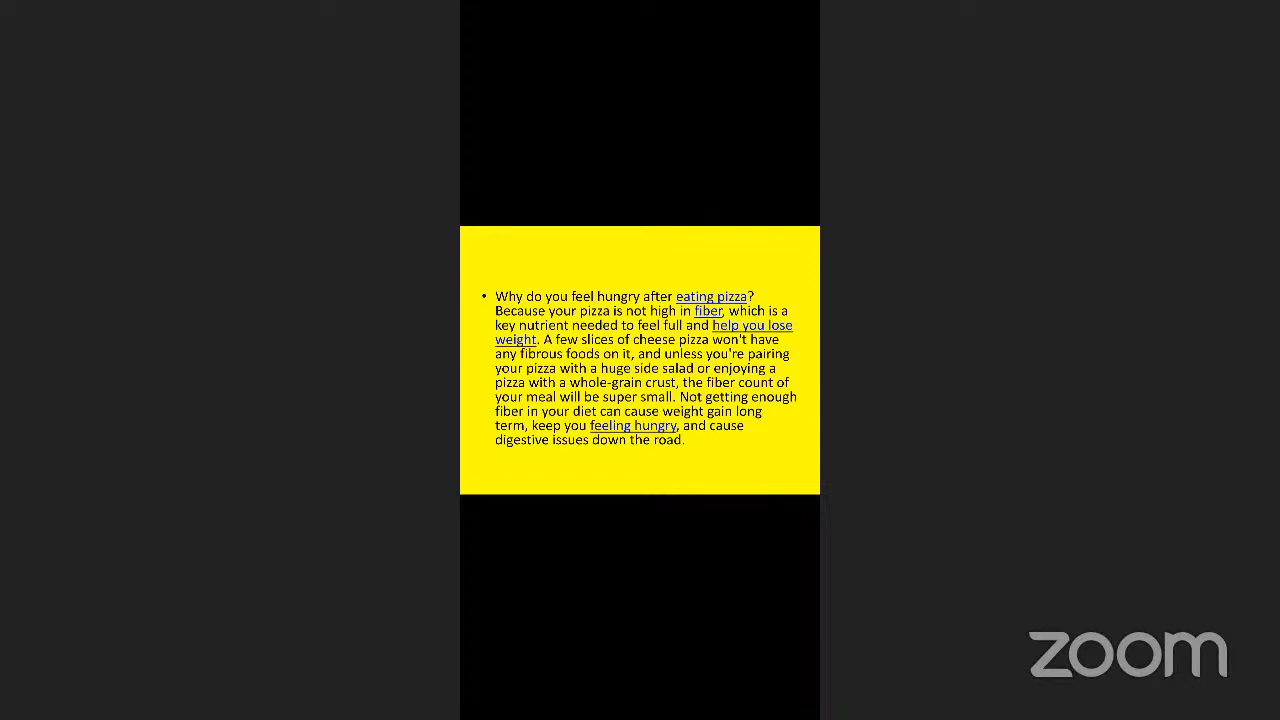 • Why do you feel hungry after eating pizza?
Because your pizza is not high in fiber, which is a
key nutrient needed to feel full and help you lose
weight. A few slices of cheese pizza won't have
any fibrous foods on it, and unless you're pairing
your pizza with a huge side salad or enjoying a
pizza with a whole-grain crust, the fiber count of
your meal will be super small. Not getting enough
fiber in your diet can cause weight gain long
term, keep you feeling hungry, and cause
digestive issues down the road.
zoom